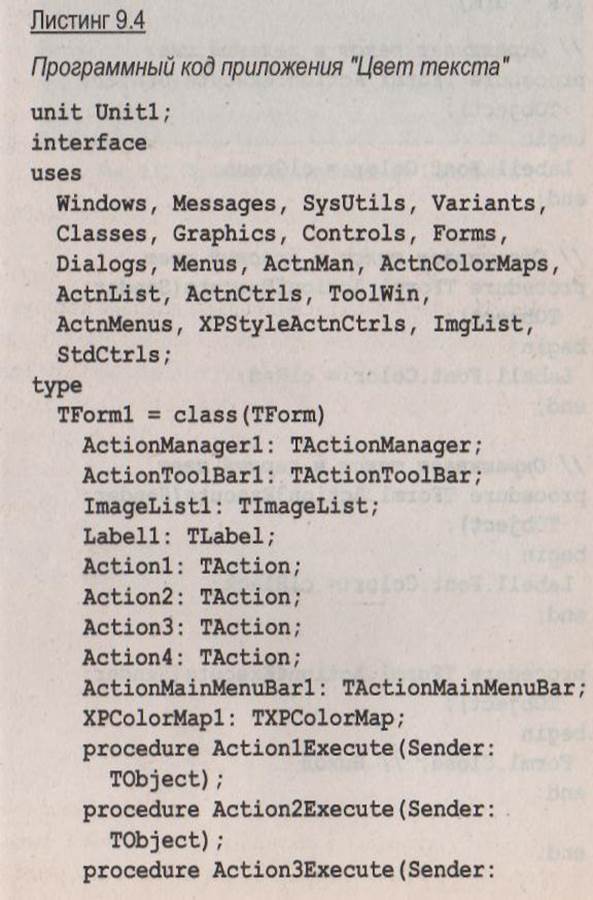 Листинг 9.4
Программный код приложения "Цвет текста"
unit Unit1;
interface
uses
Windows, Messages, SysUtils, Variants,
Classes, Graphics, Controls, Forms,
Dialogs, Menus, ActnMan, ActnColorMaps,
ActnList, ActnCtrls, ToolWin,
ActnMenus, XPStyleActnCtrls, ImgList,
StdCtrls;
type
TForm1 = class(TForm)
ActionManager1: TActionManager;
ActionToolBar1: TActionToolBar;
ImageList1: TImageList;
Label1: TLabel;
Action1: TAction;
Action2: TAction;
Action3: TAction;
Action4: TAction;
ActionMainMenuBar1: TActionMainMenuBar;
XPColorMap1: TXPColorMap;
procedure Action1Execute(Sender:
TObject);
procedure Action2Execute(Sender:
TObject);
procedure Action3Execute(Sender: